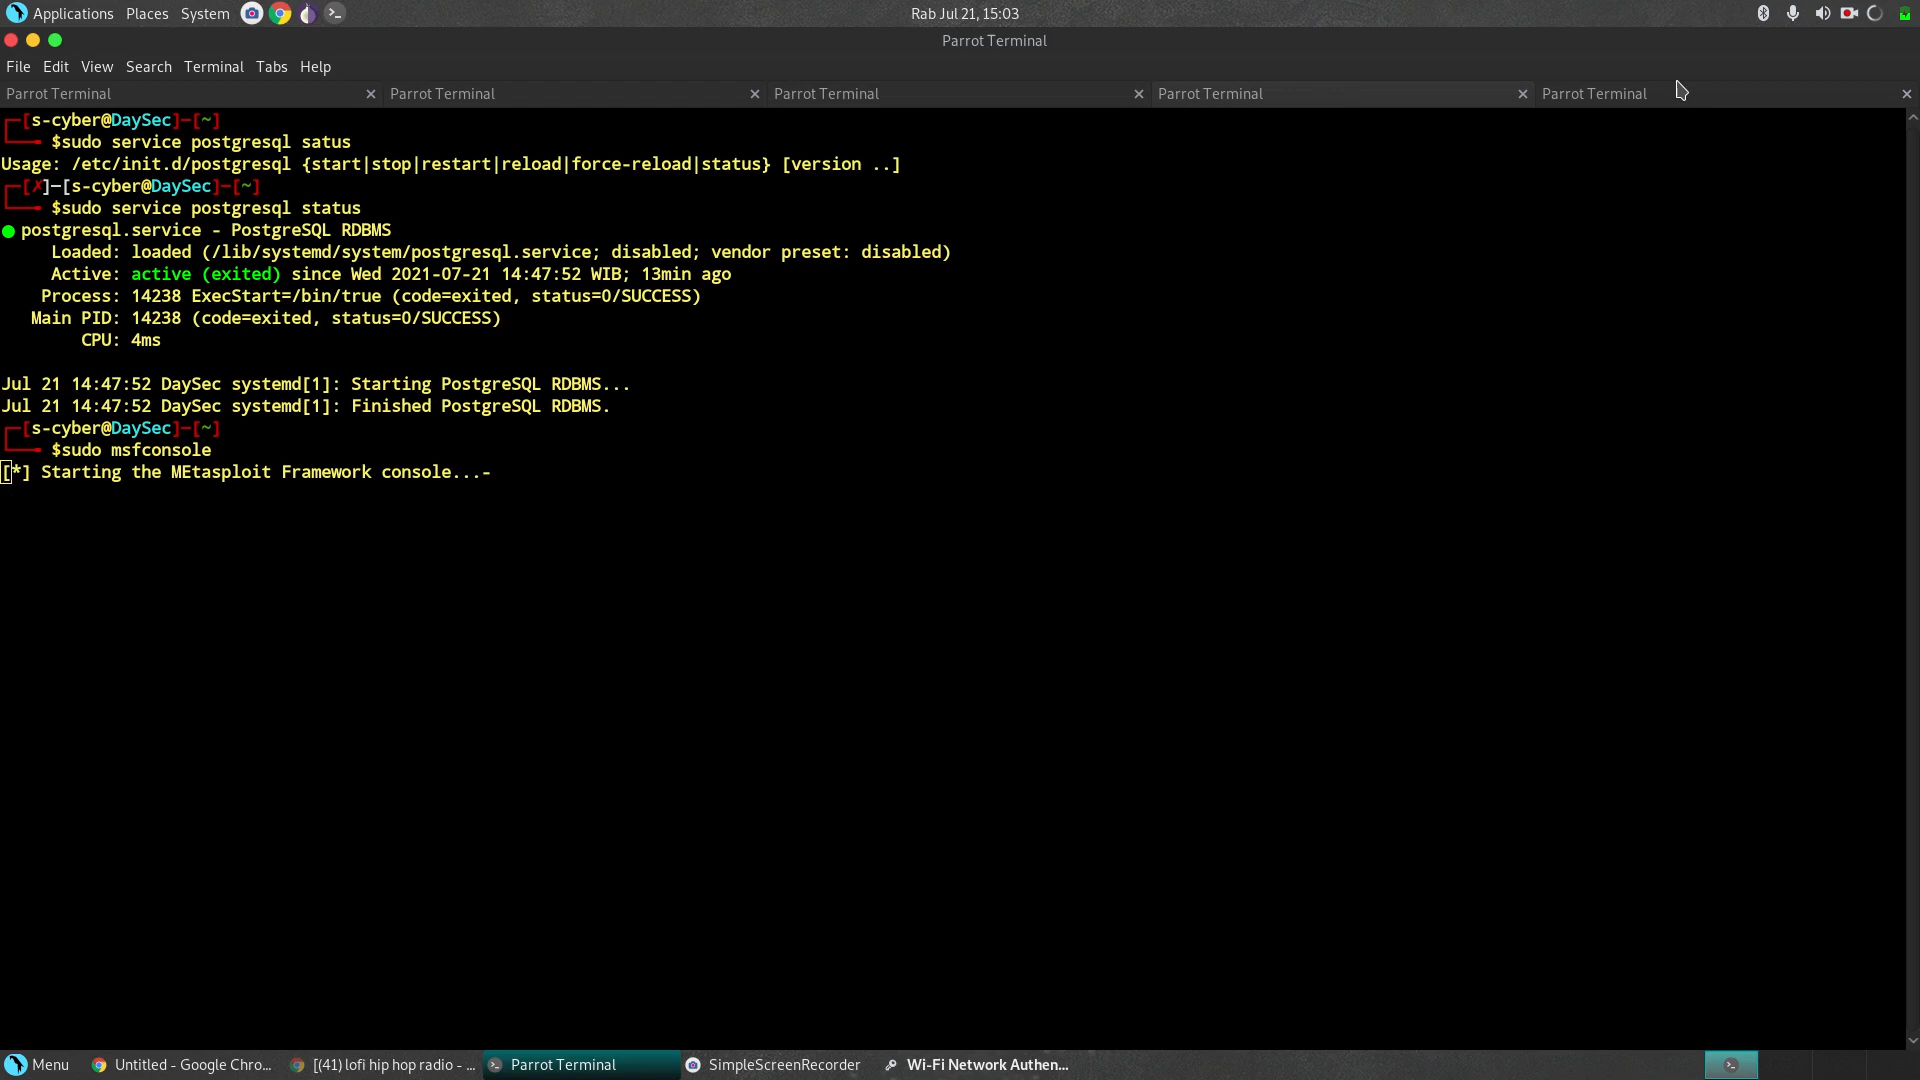 Applications Places System
Rab Jul 21, 15:03
Parrot Terminal
File Edit View Search Terminal Tabs Help
Parrot Terminal Parrot Terminal Parrot Terminal Parrot Terminal Parrot Terminal
[s-cyber@DaySec]─[~]
$sudo service postgresql satus
Usage: /etc/init.d/postgresql {start|stop|restart|reload|force-reload|status} [version ..]
[✗]─[s-cyber@DaySec]─[~]
$sudo service postgresql status
● postgresql.service - PostgreSQL RDBMS
Loaded: loaded (/lib/systemd/system/postgresql.service; disabled; vendor preset: disabled)
Active: active (exited) since Wed 2021-07-21 14:47:52 WIB; 13min ago
Process: 14238 ExecStart=/bin/true (code=exited, status=0/SUCCESS)
Main PID: 14238 (code=exited, status=0/SUCCESS)
CPU: 4ms
Jul 21 14:47:52 DaySec systemd[1]: Starting PostgreSQL RDBMS...
Jul 21 14:47:52 DaySec systemd[1]: Finished PostgreSQL RDBMS.
[s-cyber@DaySec]─[~]
$sudo msfconsole
[*] Starting the MEtasploit Framework console...-
Menu Untitled - Google Chro... [(41) lofi hip hop radio - ... Parrot Terminal SimpleScreenRecorder Wi-Fi Network Authen...